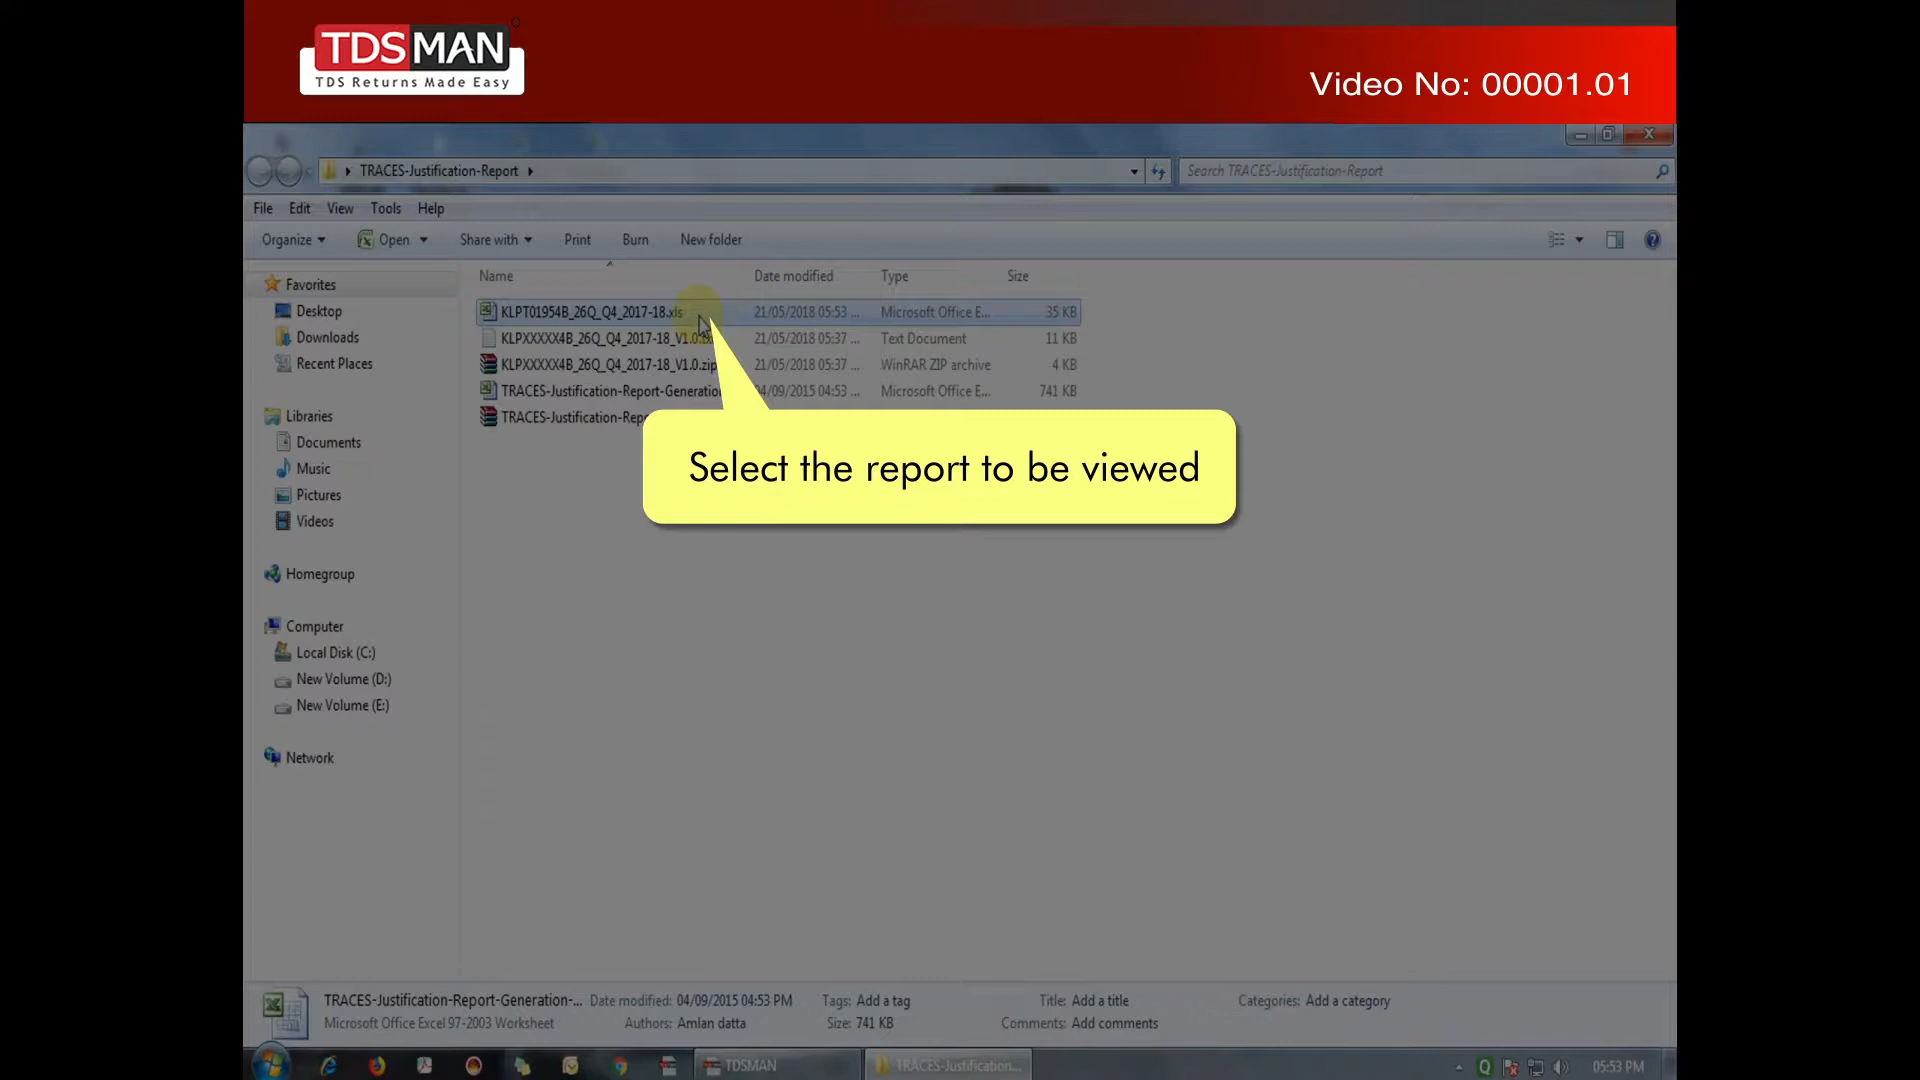 TDSMAN
TDS Returns Made Easy
Video No: 00001.01
TRACES-Justification-Report
Search TRACES-Justification-Report
File Edit View Tools Help
Organize Open Share with Print Burn New folder
Name Date modified Type Size
Favorites
Desktop
Downloads
Recent Places
Libraries
Documents
Music
Pictures
Videos
Homegroup
Computer
Local Disk (C:)
New Volume (D:)
New Volume (E:)
Network
KLPT01954B_26Q_Q4_2017-18.xls 21/05/2018 05:53 ... Microsoft Office E... 35 KB
KLPXXXXX4B_26Q_Q4_2017-18_V1.0. 21/05/2018 05:37 ... Text Document 11 KB
KLPXXXXX4B_26Q_Q4_2017-18_V1.0.zip 21/05/2018 05:37 ... WinRAR ZIP archive 4 KB
TRACES-Justification-Report-Generation 04/09/2015 04:53 ... Microsoft Office E... 741 KB
TRACES-Justification-Repo
Select the report to be viewed
TRACES-Justification-Report-Generation-... Date modified: 04/09/2015 04:53 PM Tags: Add a tag Title: Add a title Categories: Add a category
Microsoft Office Excel 97-2003 Worksheet Authors: Amlan datta Size: 741 KB Comments: Add comments
TDSMAN TRACES-Justification... 05:53 PM